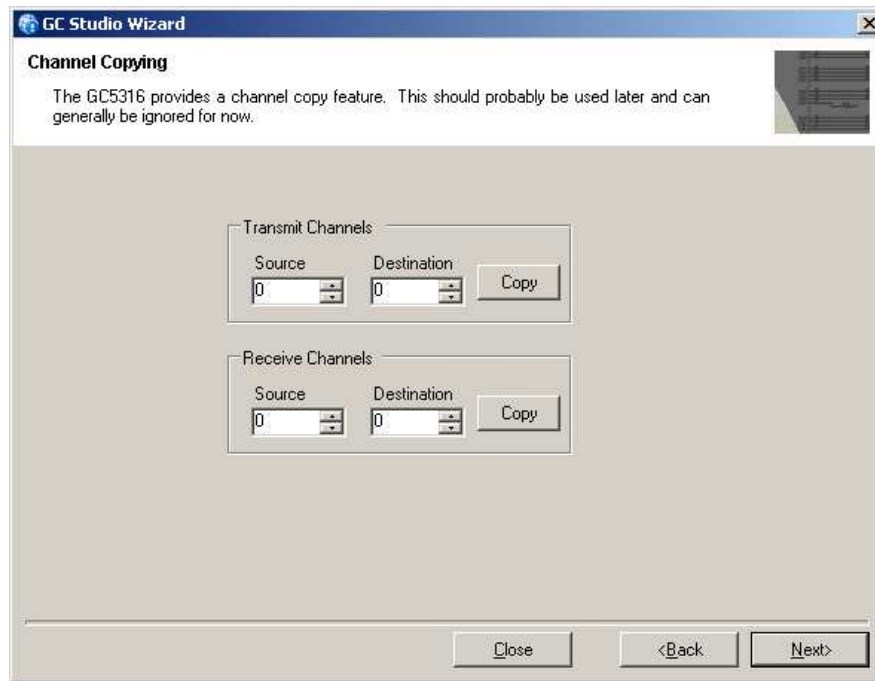 GC Studio Wizard
Channel Copying
The GC5316 provides a channel copy feature. This should probably be used later and can
generally be ignored for now.
Transmit Channels
Source Destination
0 0 Copy
Receive Channels
Source Destination
0 0 Copy
Close <Back Next>